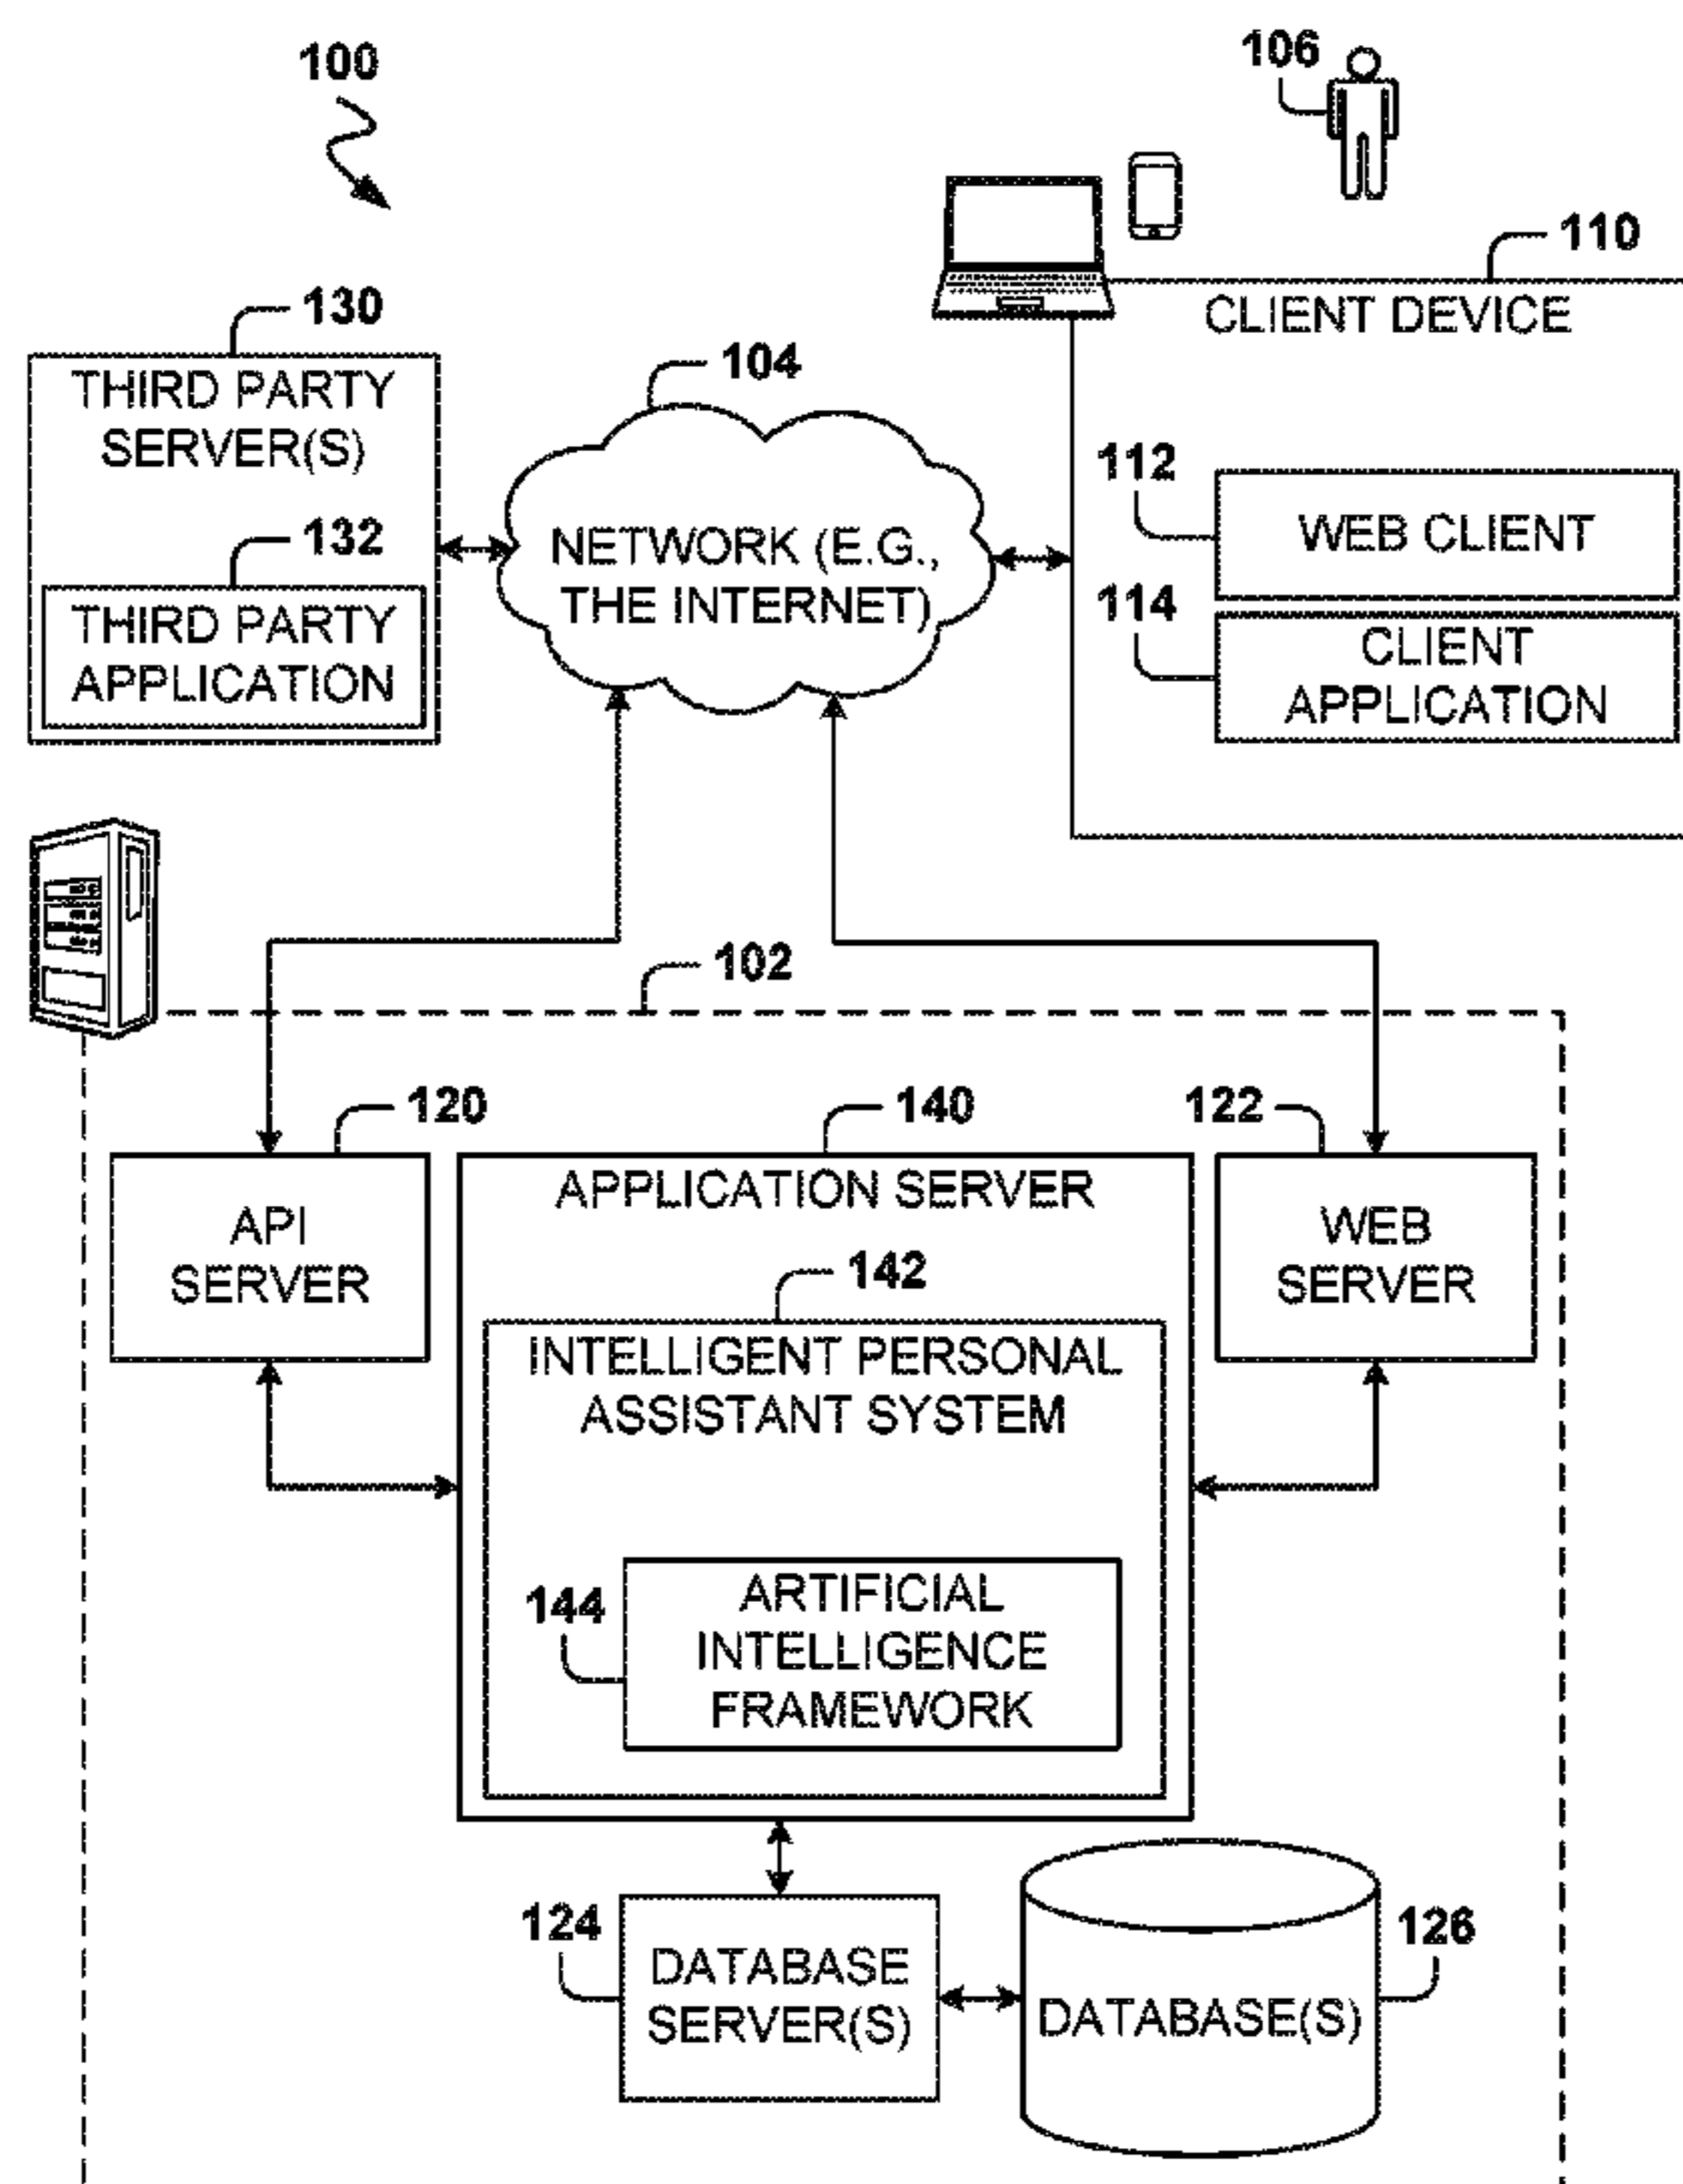 100
106
110
CLIENT DEVICE
130
THIRD PARTY
SERVER(S)
132
THIRD PARTY
APPLICATION
104
NETWORK (E.G.,
THE INTERNET)
112
WEB CLIENT
114
CLIENT
APPLICATION
102
120
API
SERVER
140
APPLICATION SERVER
122
WEB
SERVER
142
INTELLIGENT PERSONAL
ASSISTANT SYSTEM
144
ARTIFICIAL
INTELLIGENCE
FRAMEWORK
124
DATABASE
SERVER(S)
126
DATABASE(S)